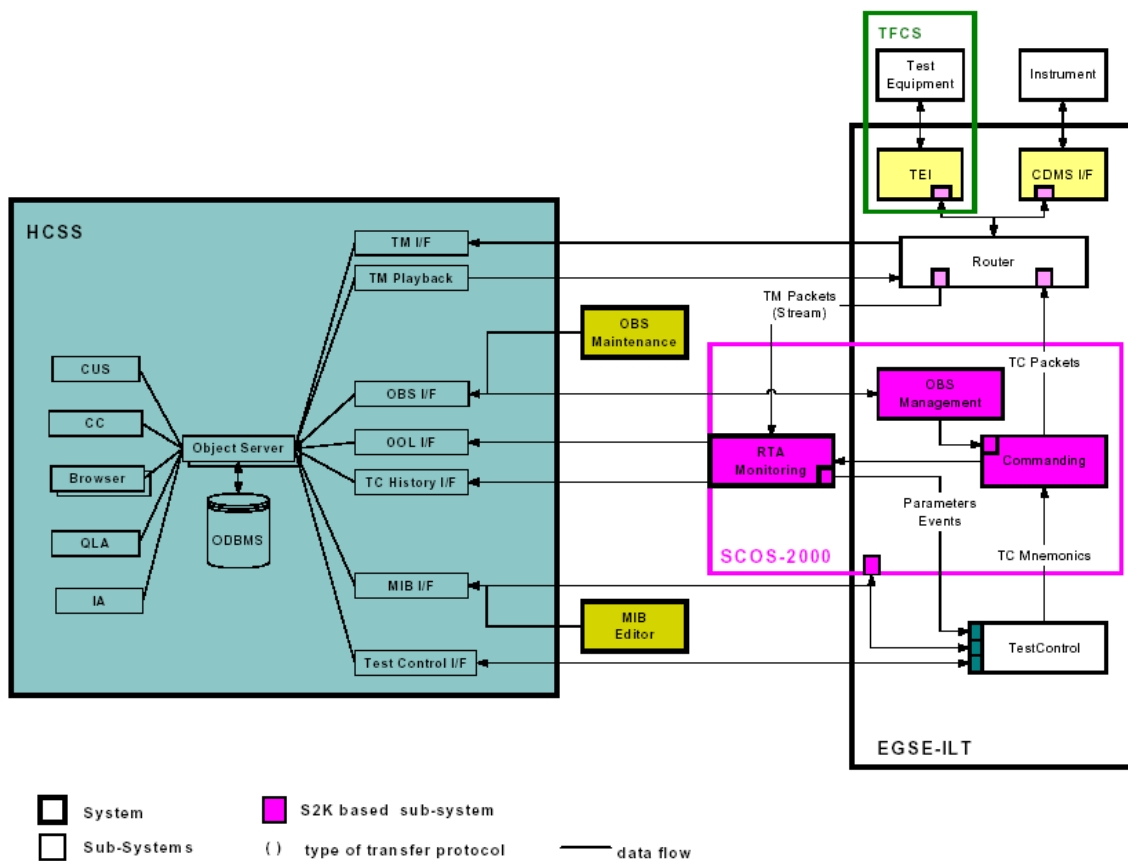 TFCS
Test
Equipment
Instrument
TEI
CDMS I/F
HCSS
TM I/F
Router
TM Playback
TM Packets
(Stream)
OBS
Maintenance
TC Packets
CUS
OBS I/F
OBS
Management
CC
Object Server
OOL I/F
RTA
Monitoring
Commanding
Browser
TC History I/F
Parameters
Events
QLA
ODBMS
SCOS-2000
TC Mnemonics
IA
MIB I/F
MIB
Editor
TestControl
Test Control I/F
EGSE-ILT
System
S2K based sub-system
Sub-Systems
( ) type of transfer protocol
data flow